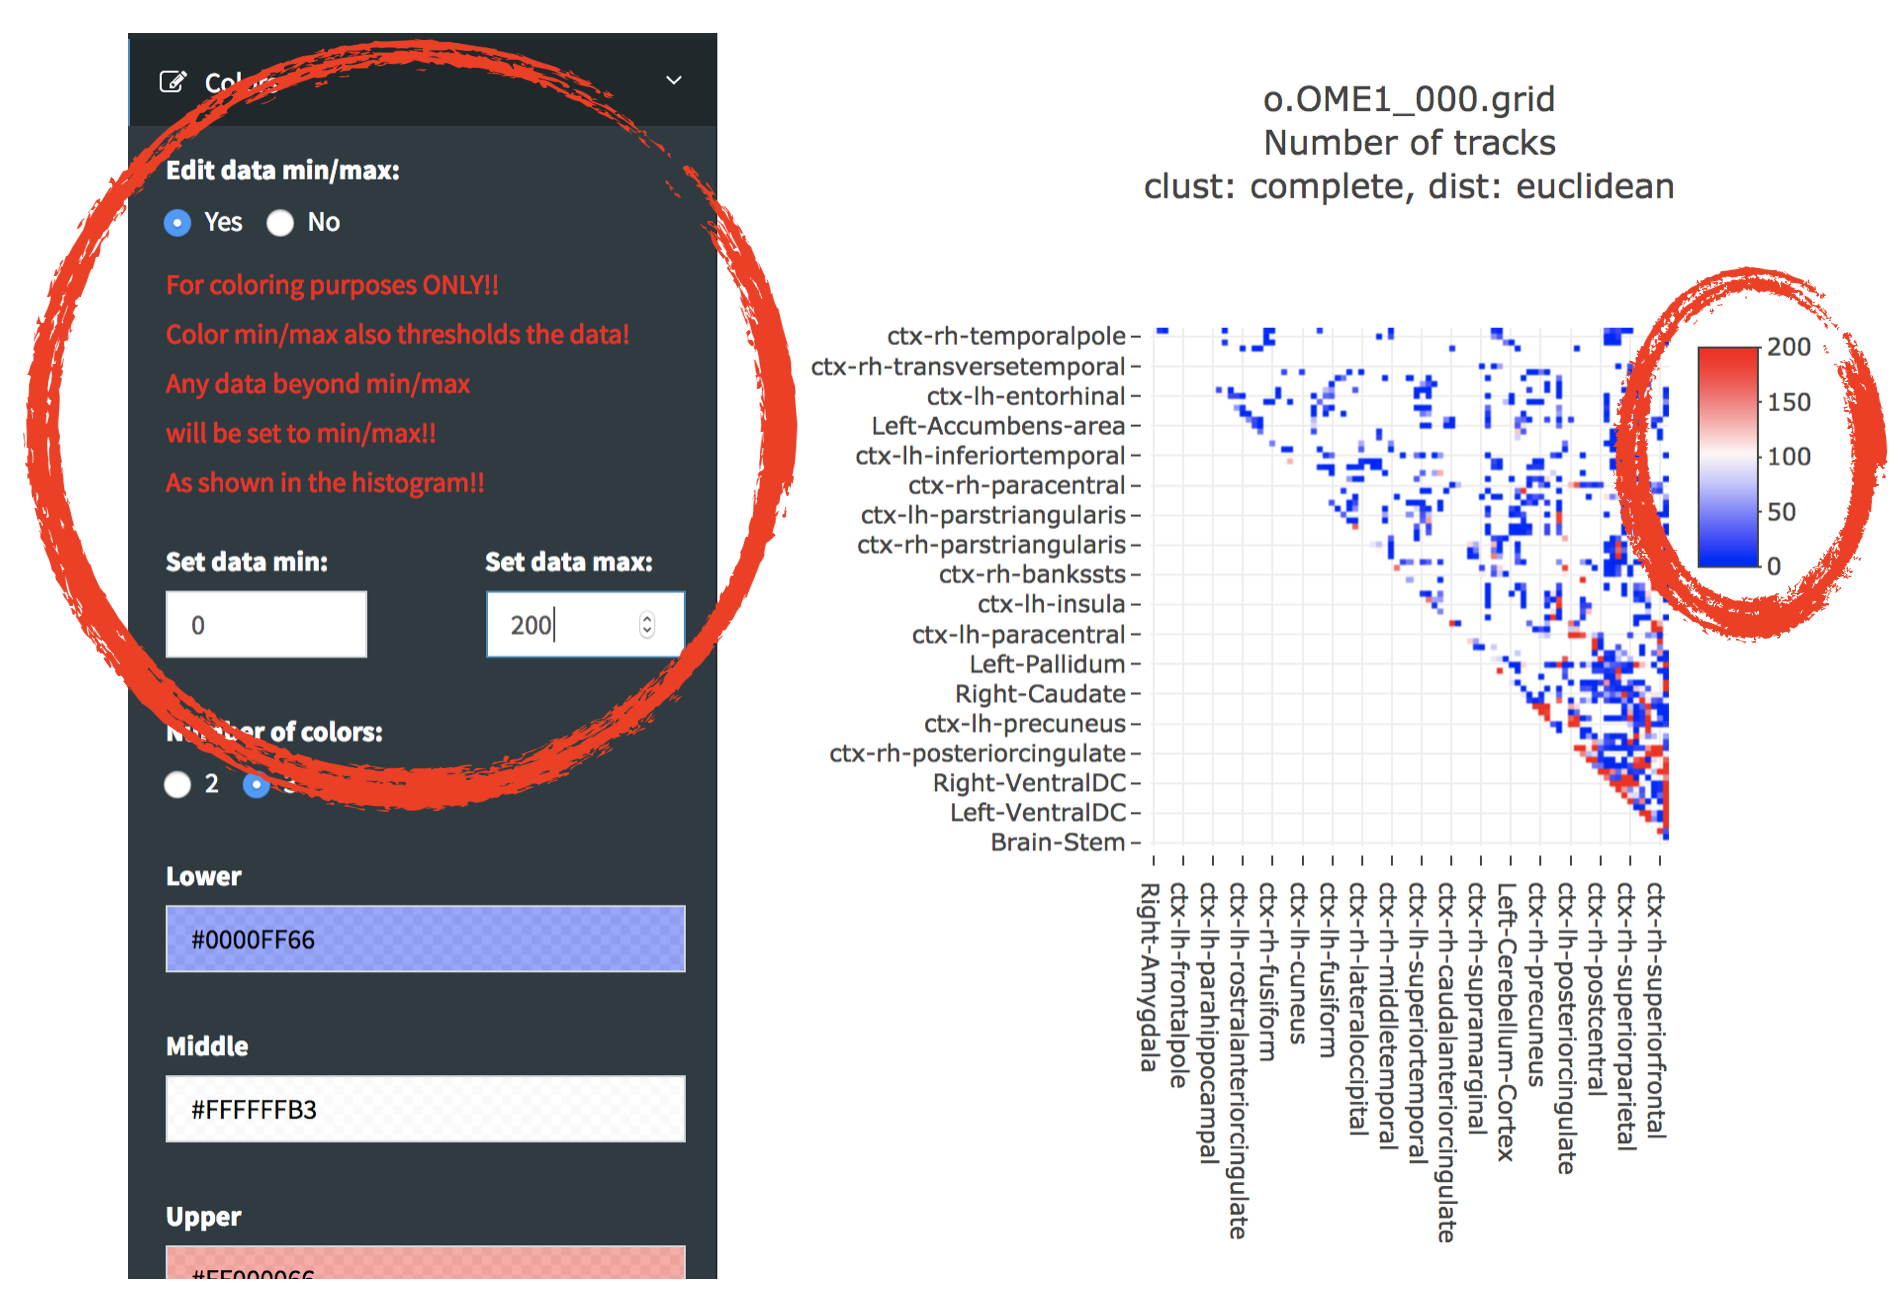 Colors
Edit data min/max:
Yes No
For coloring purposes ONLY!!
Color min/max also thresholds the data!
Any data beyond min/max
will be set to min/max!!
As shown in the histogram!!
Set data min: Set data max:
0 200
Number of colors:
2 3
Lower
#0000FF66
Middle
#FFFFFFB3
Upper
#FF000066
o.OME1_000.grid
Number of tracks
clust: complete, dist: euclidean
ctx-rh-temporalpole
ctx-rh-transversetemporal
ctx-lh-entorhinal
Left-Accumbens-area
ctx-lh-inferiortemporal
ctx-rh-paracentral
ctx-lh-parstriangularis
ctx-rh-parstriangularis
ctx-rh-bankssts
ctx-lh-insula
ctx-lh-paracentral
Left-Pallidum
Right-Caudate
ctx-lh-precuneus
ctx-rh-posteriorcingulate
Right-VentralDC
Left-VentralDC
Brain-Stem
Right-Amygdala
ctx-lh-frontalpole
ctx-lh-parahippocampal
ctx-lh-rostralanteriorcingulate
ctx-rh-fusiform
ctx-lh-cuneus
ctx-lh-fusiform
ctx-rh-lateraloccipital
ctx-rh-middletemporal
ctx-lh-superiortemporal
ctx-rh-caudalanteriorcingulate
ctx-rh-supramarginal
Left-Cerebellum-Cortex
ctx-rh-precuneus
ctx-lh-posteriorcingulate
ctx-rh-postcentral
ctx-rh-superiorparietal
ctx-rh-superiorfrontal
200
150
100
50
0